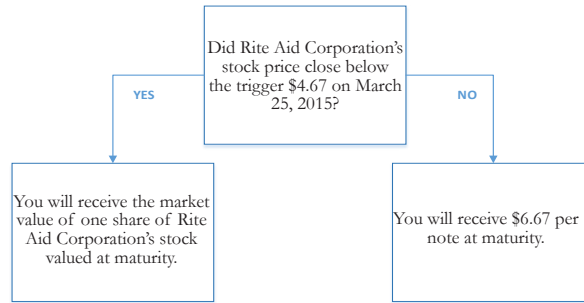 Did Rite Aid Corporation's
stock price close below
the trigger $4.67 on March
25, 2015?
YES
NO
You will receive the market
value of one share of Rite
Aid Corporation's stock
valued at maturity.
You will receive $6.67 per
note at maturity.